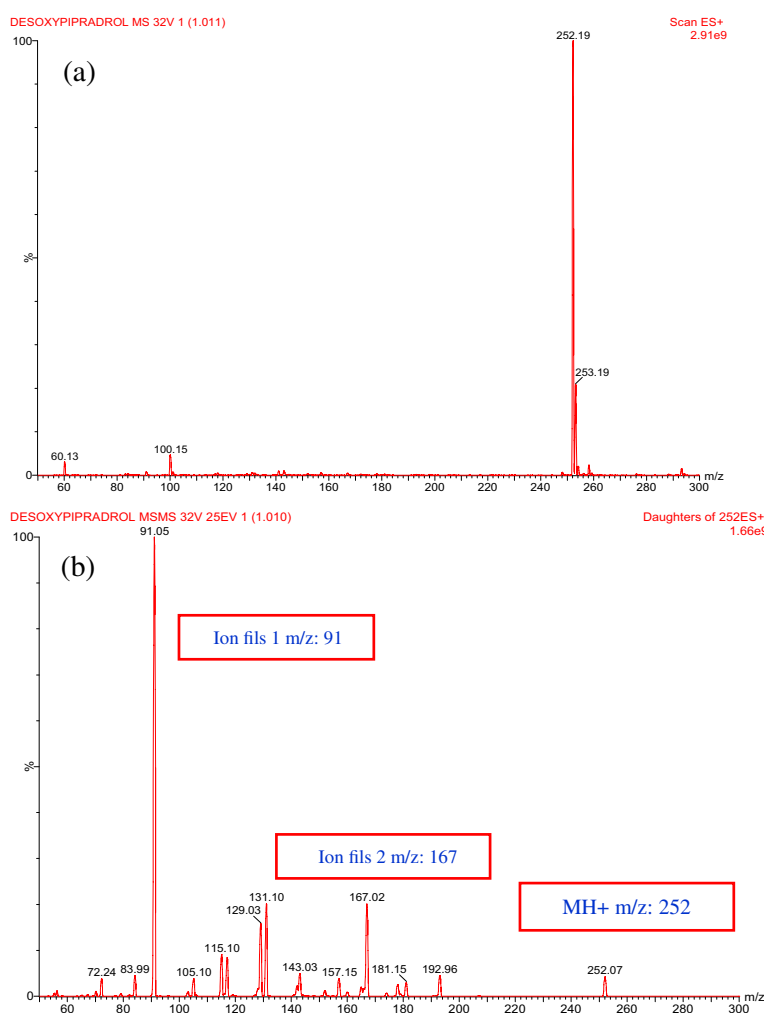 DESOXYPIPRADROL MS 32V 1 (1.011)
Scan ES+
2.91e9
100
252.19
(a)
%
253.19
60.13
100.15
0
m/z
60 80 100 120 140 160 180 200 220 240 260 280 300
DESOXYPIPRADROL MSMS 32V 25EV 1 (1.010)
Daughters of 252ES+
1.66e9
100
91.05
(b)
Ion fils 1 m/z: 91
%
Ion fils 2 m/z: 167
MH+ m/z: 252
131.10
167.02
129.03
115.10
72.24
83.99
105.10
143.03
157.15
181.15
192.96
252.07
0
m/z
60 80 100 120 140 160 180 200 220 240 260 280 300